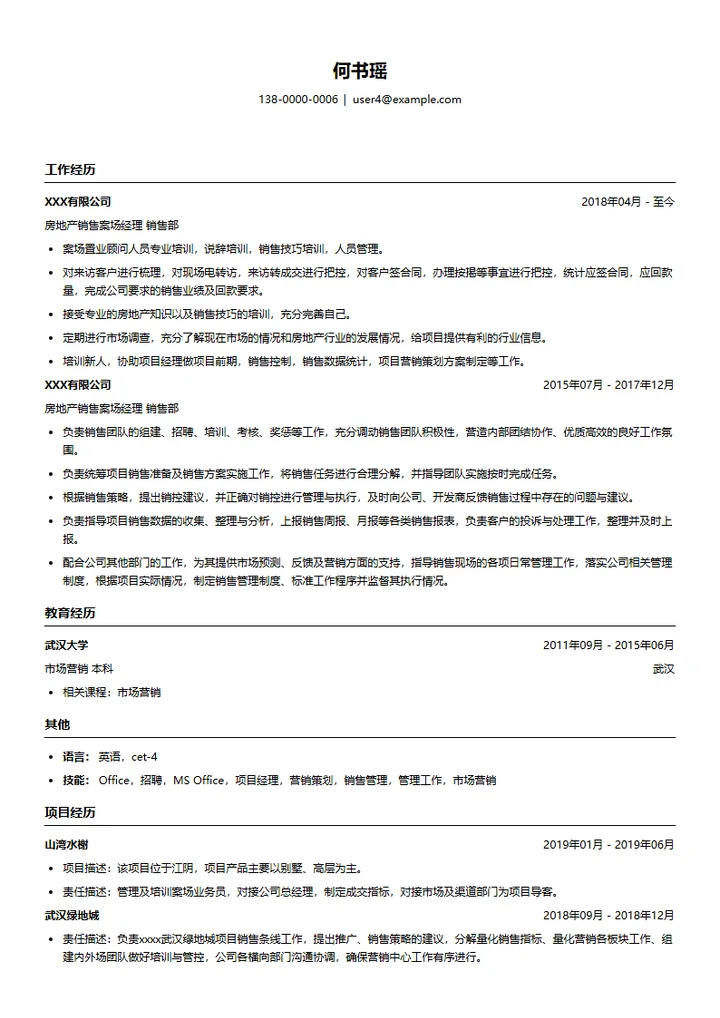 何书瑶
138-0000-0006 | user4@example.com
工作经历
XXX有限公司 2018年04月 - 至今
房地产销售案场经理 销售部
• 案场置业顾问人员专业培训，说辞培训，销售技巧培训，人员管理。
• 对来访客户进行梳理，对现场电转访，来访转成交进行把控，对客户签合同，办理按揭等事宜进行把控，统计应签合同，应回款
量，完成公司要求的销售业绩及回款要求。
• 接受专业的房地产知识以及销售技巧的培训，充分完善自己。
• 定期进行市场调查，充分了解现在市场的情况和房地产行业的发展情况，给项目提供有利的行业信息。
• 培训新人，协助项目经理做项目前期，销售控制，销售数据统计，项目营销策划方案制定等工作。
XXX有限公司 2015年07月 - 2017年12月
房地产销售案场经理 销售部
• 负责销售团队的组建、招聘、培训、考核、奖惩等工作，充分调动销售团队积极性，营造内部团结协作、优质高效的良好工作氛
围。
• 负责统筹项目销售准备及销售方案实施工作，将销售任务进行合理分解，并指导团队实施按时完成任务。
• 根据销售策略，提出销控建议，并正确对销控进行管理与执行，及时向公司、开发商反馈销售过程中存在的问题与建议。
• 负责指导项目销售数据的收集、整理与分析，上报销售周报、月报等各类销售报表，负责客户的投诉与处理工作，整理并及时上
报。
• 配合公司其他部门的工作，为其提供市场预测、反馈及营销方面的支持，指导销售现场的各项日常管理工作，落实公司相关管理
制度，根据项目实际情况，制定销售管理制度、标准工作程序并监督其执行情况。
教育经历
武汉大学 2011年09月 - 2015年06月
市场营销 本科 武汉
• 相关课程：市场营销
其他
• 语言： 英语，cet-4
• 技能： Office，招聘，MS Office，项目经理，营销策划，销售管理，管理工作，市场营销
项目经历
山湾水榭 2019年01月 - 2019年06月
• 项目描述：该项目位于江阴，项目产品主要以别墅、高层为主。
• 责任描述：管理及培训案场业务员，对接公司总经理，制定成交指标，对接市场及渠道部门为项目导客。
武汉绿地城 2018年09月 - 2018年12月
• 责任描述：负责xxxx武汉绿地城项目销售条线工作，提出推广、销售策略的建议，分解量化销售指标、量化营销各板块工作、组
建内外场团队做好培训与管控，公司各横向部门沟通协调，确保营销中心工作有序进行。